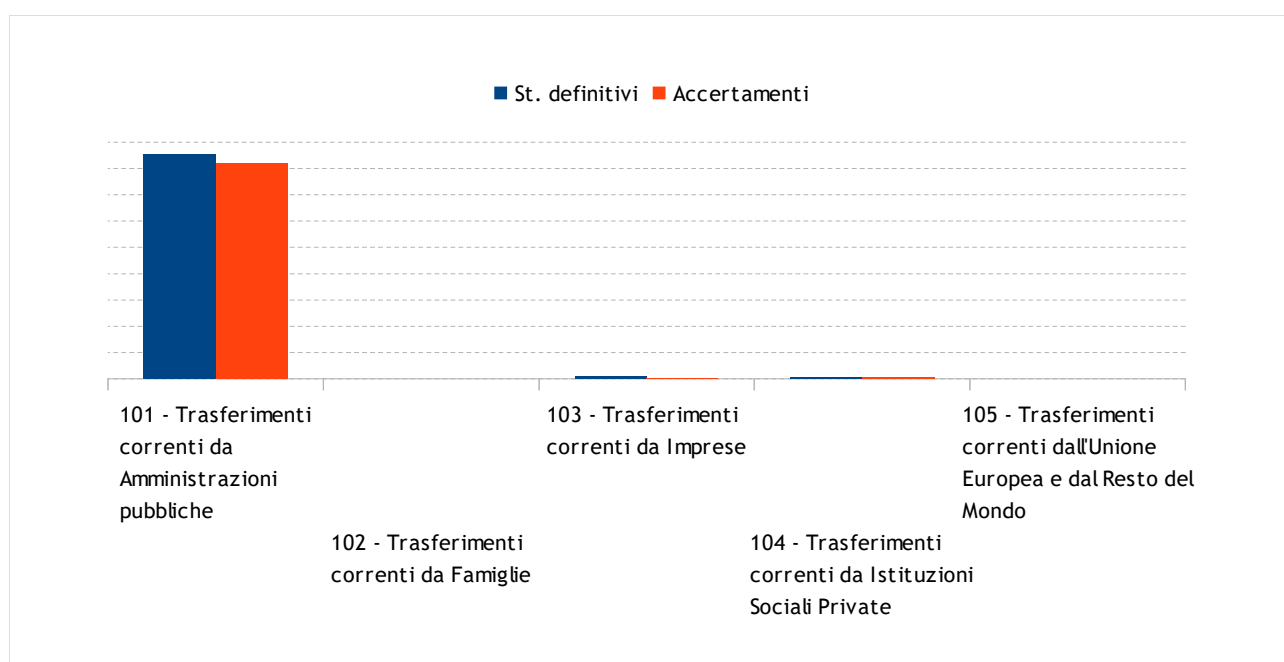 St. definitivi Accertamenti
101 - Trasferimenti
correnti da
Amministrazioni
pubbliche
102 - Trasferimenti
correnti da Famiglie
103 - Trasferimenti
correnti da Imprese
104 - Trasferimenti
correnti da Istituzioni
Sociali Private
105 - Trasferimenti
correnti dall'Unione
Europea e dal Resto del
Mondo